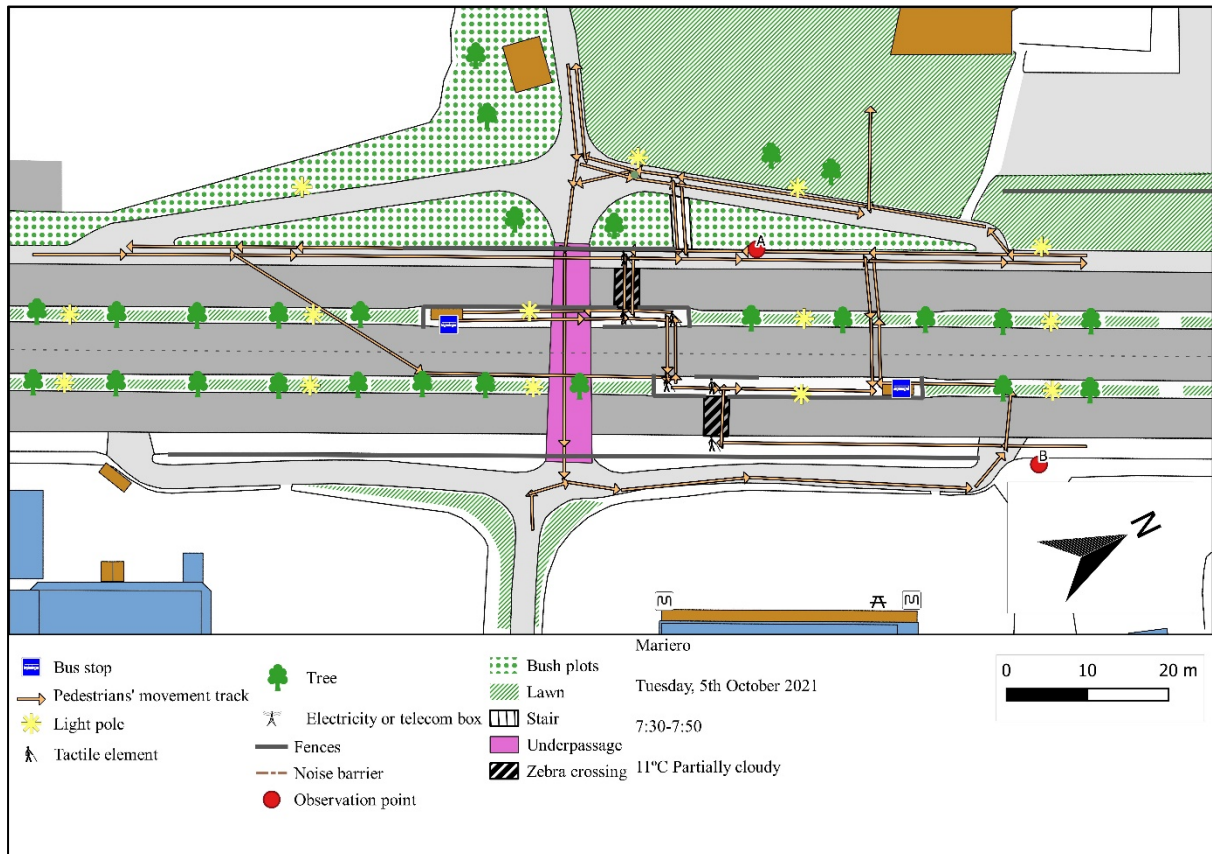 A
B
N
Bus stop
Pedestrians' movement track
Light pole
Tactile element
Tree
Electricity or telecom box
Fences
Noise barrier
Observation point
Bush plots
Lawn
Stair
Underpassage
Zebra crossing
Mariero
Tuesday, 5th October 2021
7:30-7:50
11°C Partially cloudy
0 10 20 m